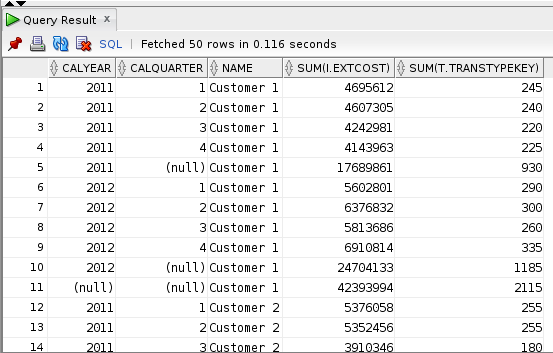 Query Result x
SQL | Fetched 50 rows in 0.116 seconds
CALYEAR CALQUARTER NAME SUM(I.EXTCOST) SUM(T.TRANSTYPEKEY)
1 2011 1 Customer 1 4695612 245
2 2011 2 Customer 1 4607305 240
3 2011 3 Customer 1 4242981 220
4 2011 4 Customer 1 4143963 225
5 2011 (null) Customer 1 17689861 930
6 2012 1 Customer 1 5602801 290
7 2012 2 Customer 1 6376832 300
8 2012 3 Customer 1 5813686 260
9 2012 4 Customer 1 6910814 335
10 2012 (null) Customer 1 24704133 1185
11 (null) (null) Customer 1 42393994 2115
12 2011 1 Customer 2 5376058 255
13 2011 2 Customer 2 5352456 255
14 2011 3 Customer 2 3910346 180